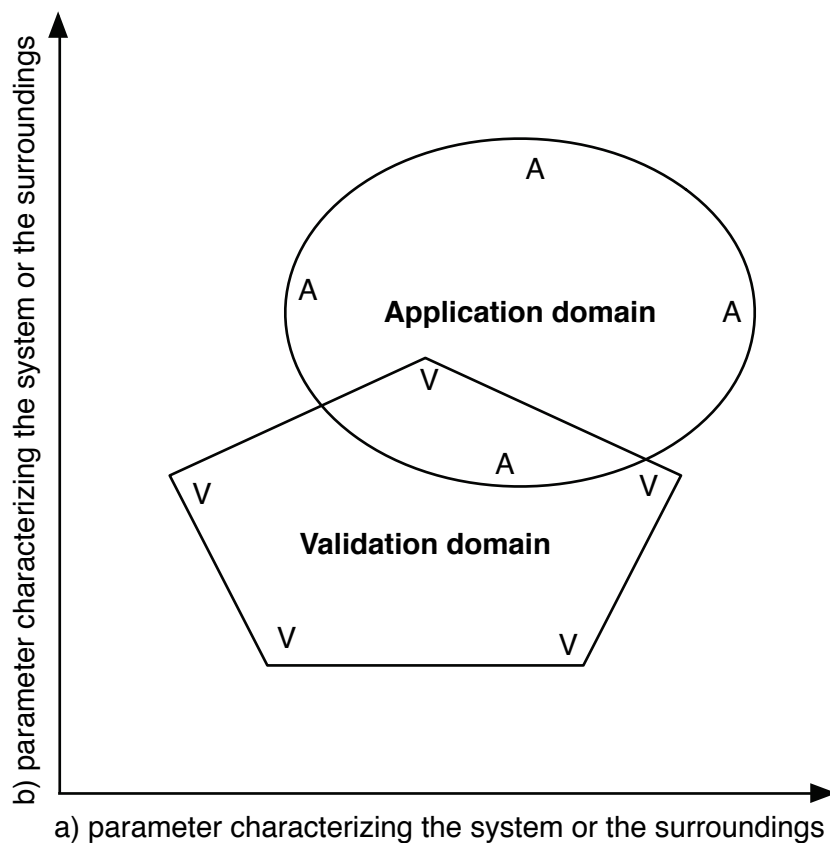 b) parameter characterizing the system or the surroundings
A
A
Application domain
A
V
A
V
V
Validation domain
V
V
a) parameter characterizing the system or the surroundings